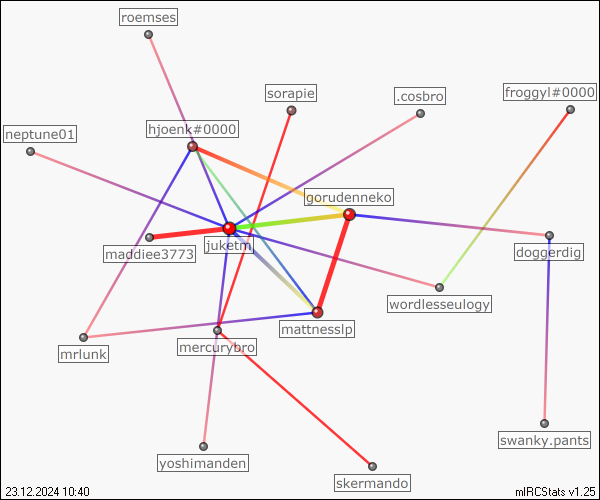 roemses
sorapie
.cosbro
froggyl#0000
neptune01
hjoenk#0000
gorudenneko
maddiee3773
juketm
doggerdig
wordlesseulogy
mattnesslp
mrlunk
mercurybro
swanky.pants
yoshimanden
skermando
23.12.2024 10:40
mIRCStats v1.25